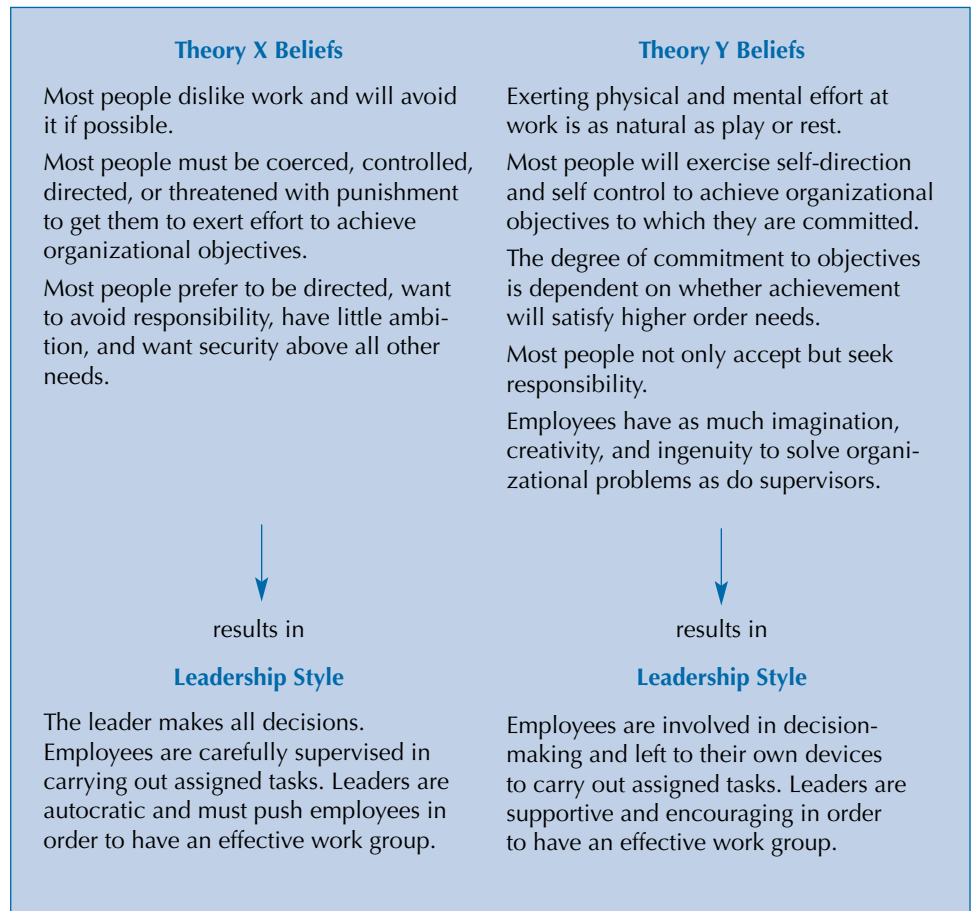 Theory X Beliefs
Most people dislike work and will avoid
it if possible.
Most people must be coerced, controlled,
directed, or threatened with punishment
to get them to exert effort to achieve
organizational objectives.
Most people prefer to be directed, want
to avoid responsibility, have little ambi-
tion, and want security above all other
needs.
results in
Leadership Style
The leader makes all decisions.
Employees are carefully supervised in
carrying out assigned tasks. Leaders are
autocratic and must push employees in
order to have an effective work group.
Theory Y Beliefs
Exerting physical and mental effort at
work is as natural as play or rest.
Most people will exercise self-direction
and self control to achieve organizational
objectives to which they are committed.
The degree of commitment to objectives
is dependent on whether achievement
will satisfy higher order needs.
Most people not only accept but seek
responsibility.
Employees have as much imagination,
creativity, and ingenuity to solve organi-
zational problems as do supervisors.
results in
Leadership Style
Employees are involved in decision-
making and left to their own devices
to carry out assigned tasks. Leaders are
supportive and encouraging in order
to have an effective work group.